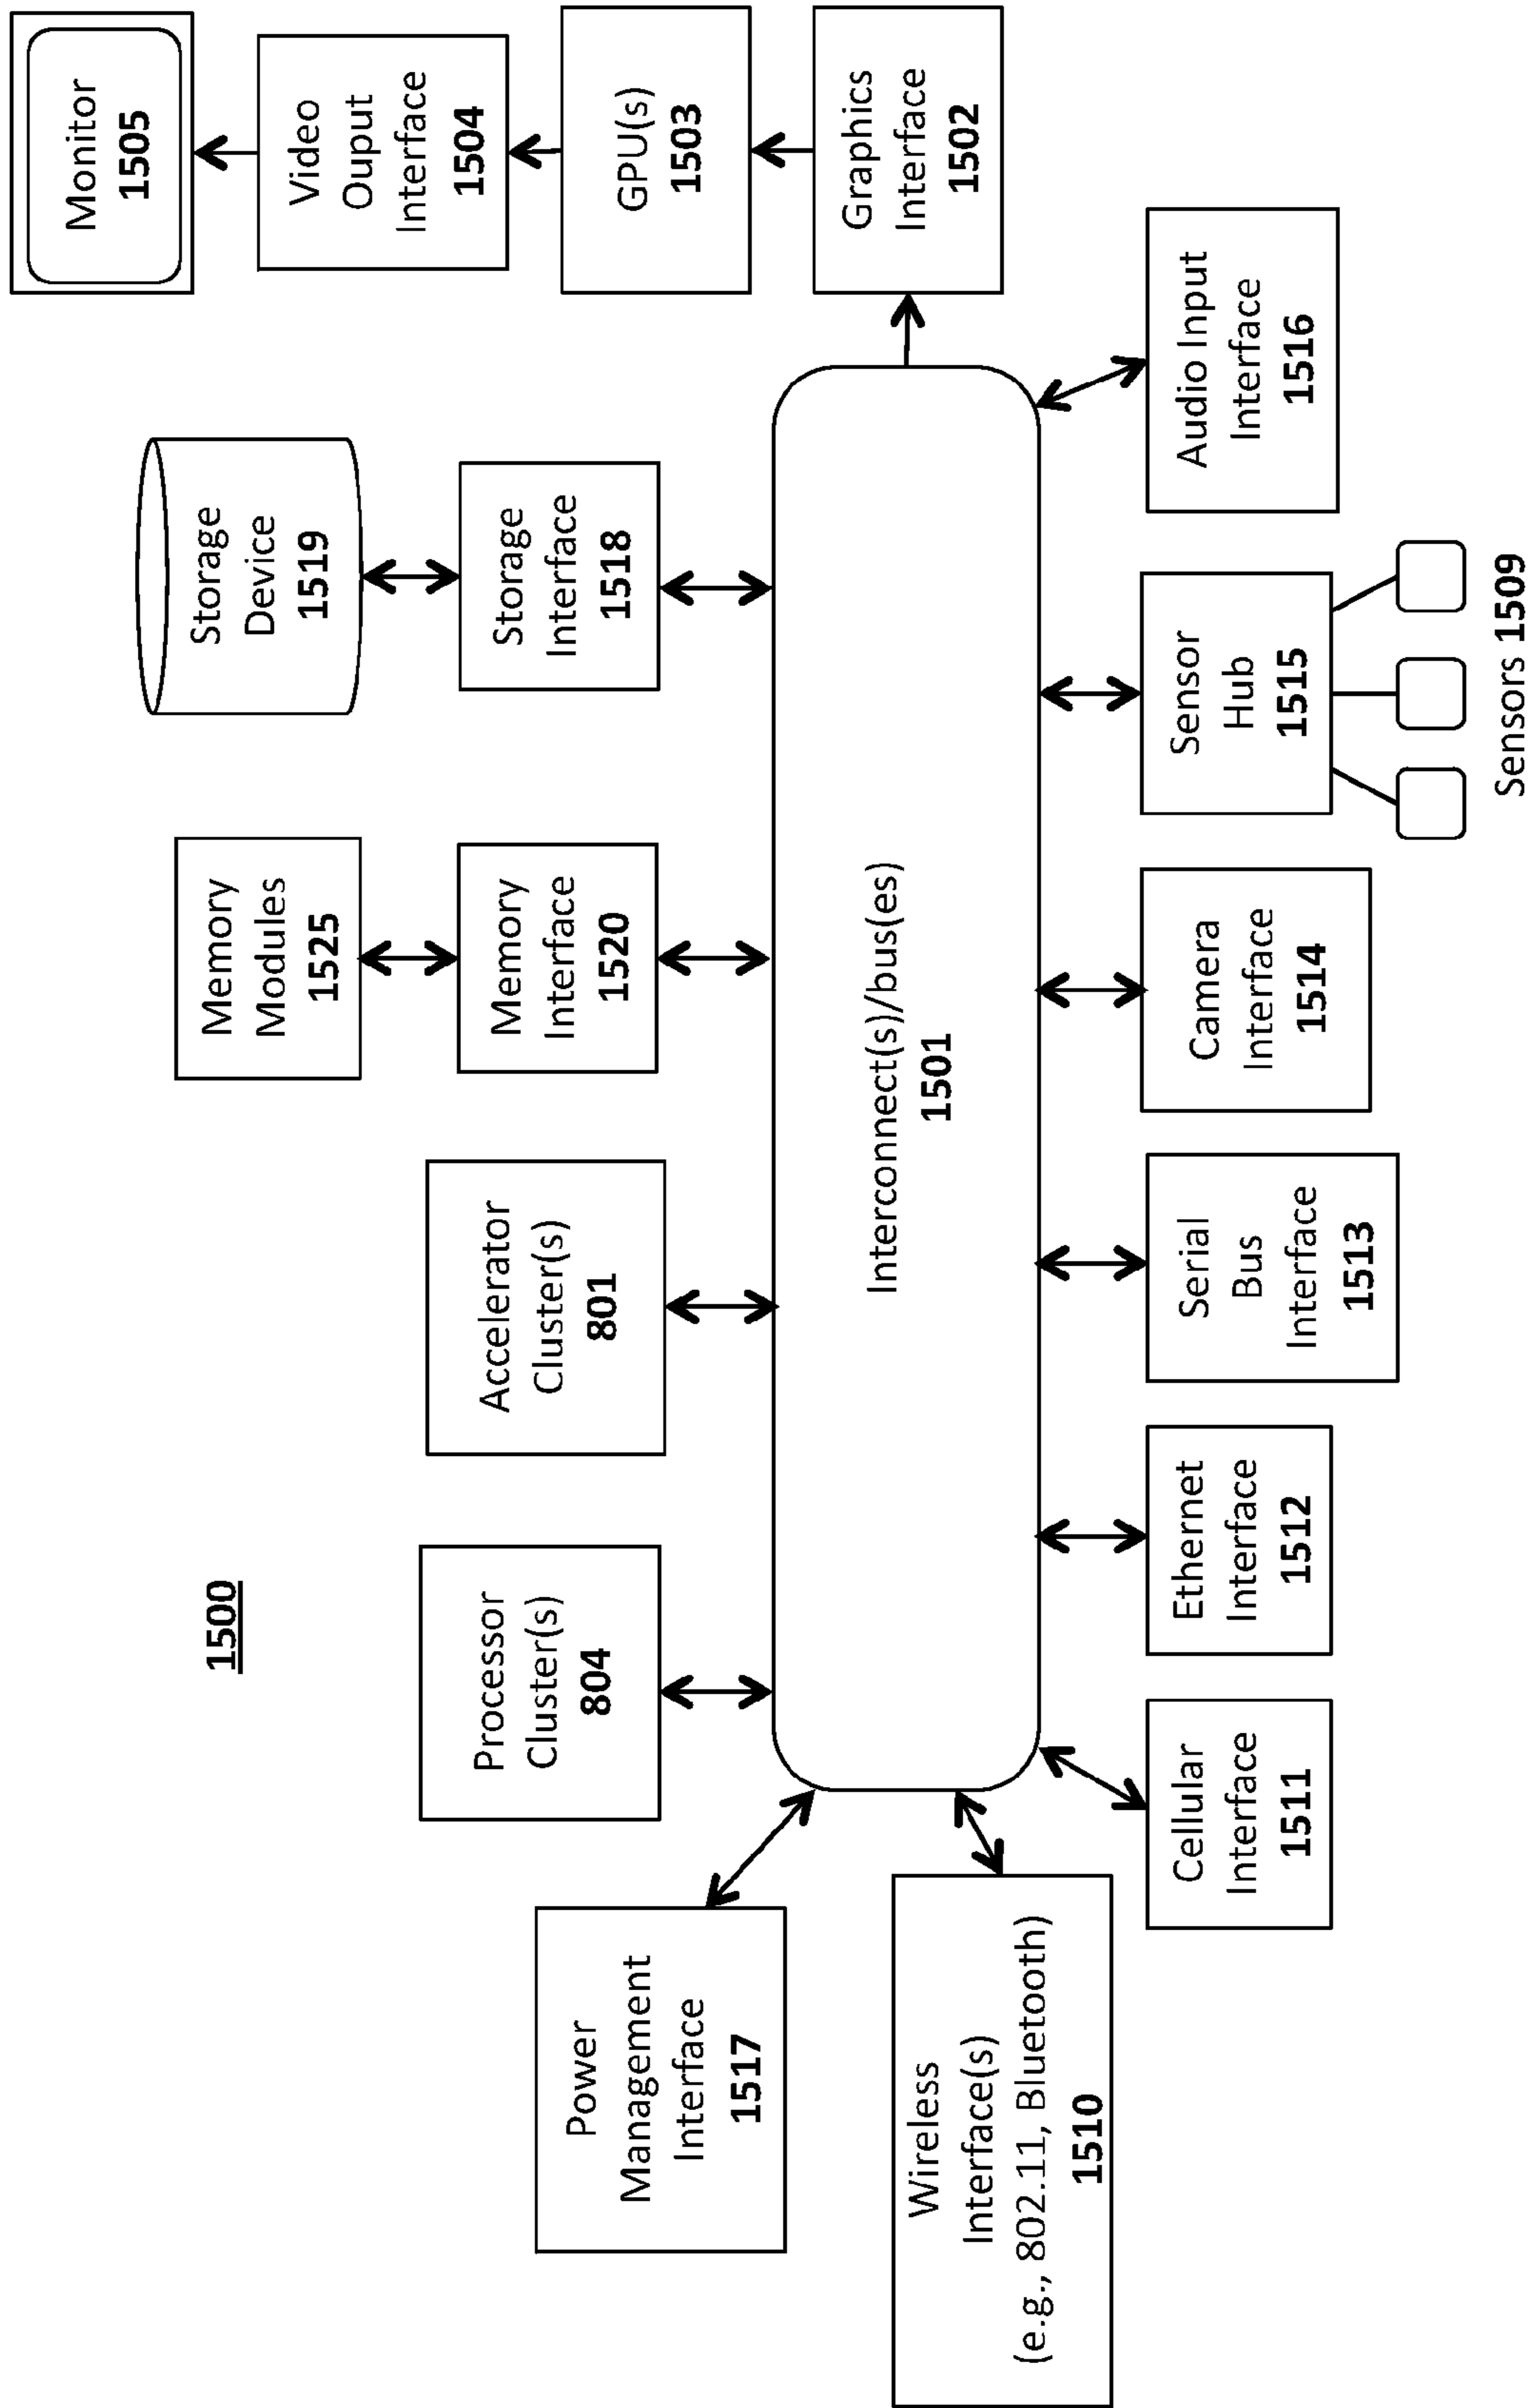 1500
Power
Management
Interface
1517
Processor
Cluster(s)
804
Accelerator
Cluster(s)
801
Memory
Modules
1525
Memory
Interface
1520
Storage
Device
1519
Storage
Interface
1518
Monitor
1505
Video
Ouput
Interface
1504
GPU(s)
1503
Graphics
Interface
1502
Interconnect(s)/bus(es)
1501
Wireless
Interface(s)
(e.g., 802.11, Bluetooth)
1510
Cellular
Interface
1511
Ethernet
Interface
1512
Serial
Bus
Interface
1513
Camera
Interface
1514
Sensor
Hub
1515
Sensors 1509
Audio Input
Interface
1516